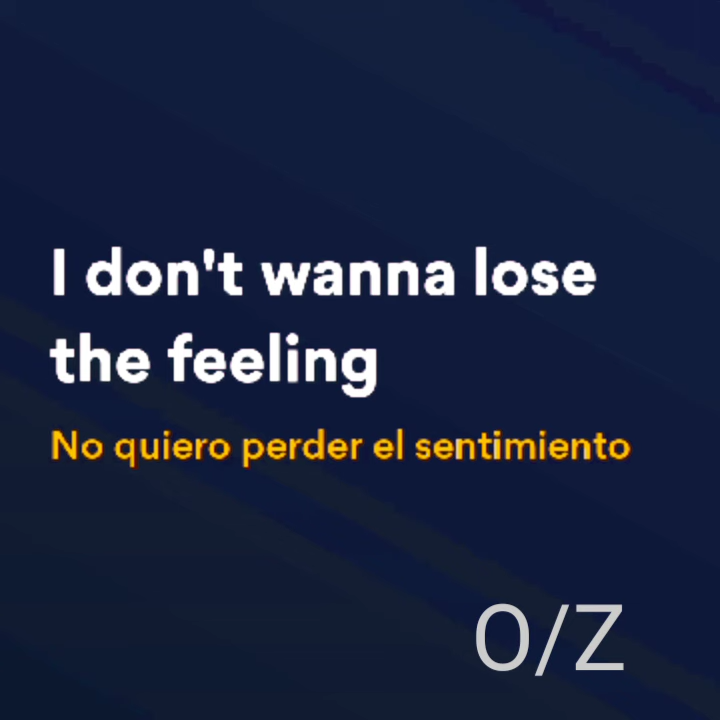 I don't wanna lose
the feeling
No quiero perder el sentimiento
O/Z